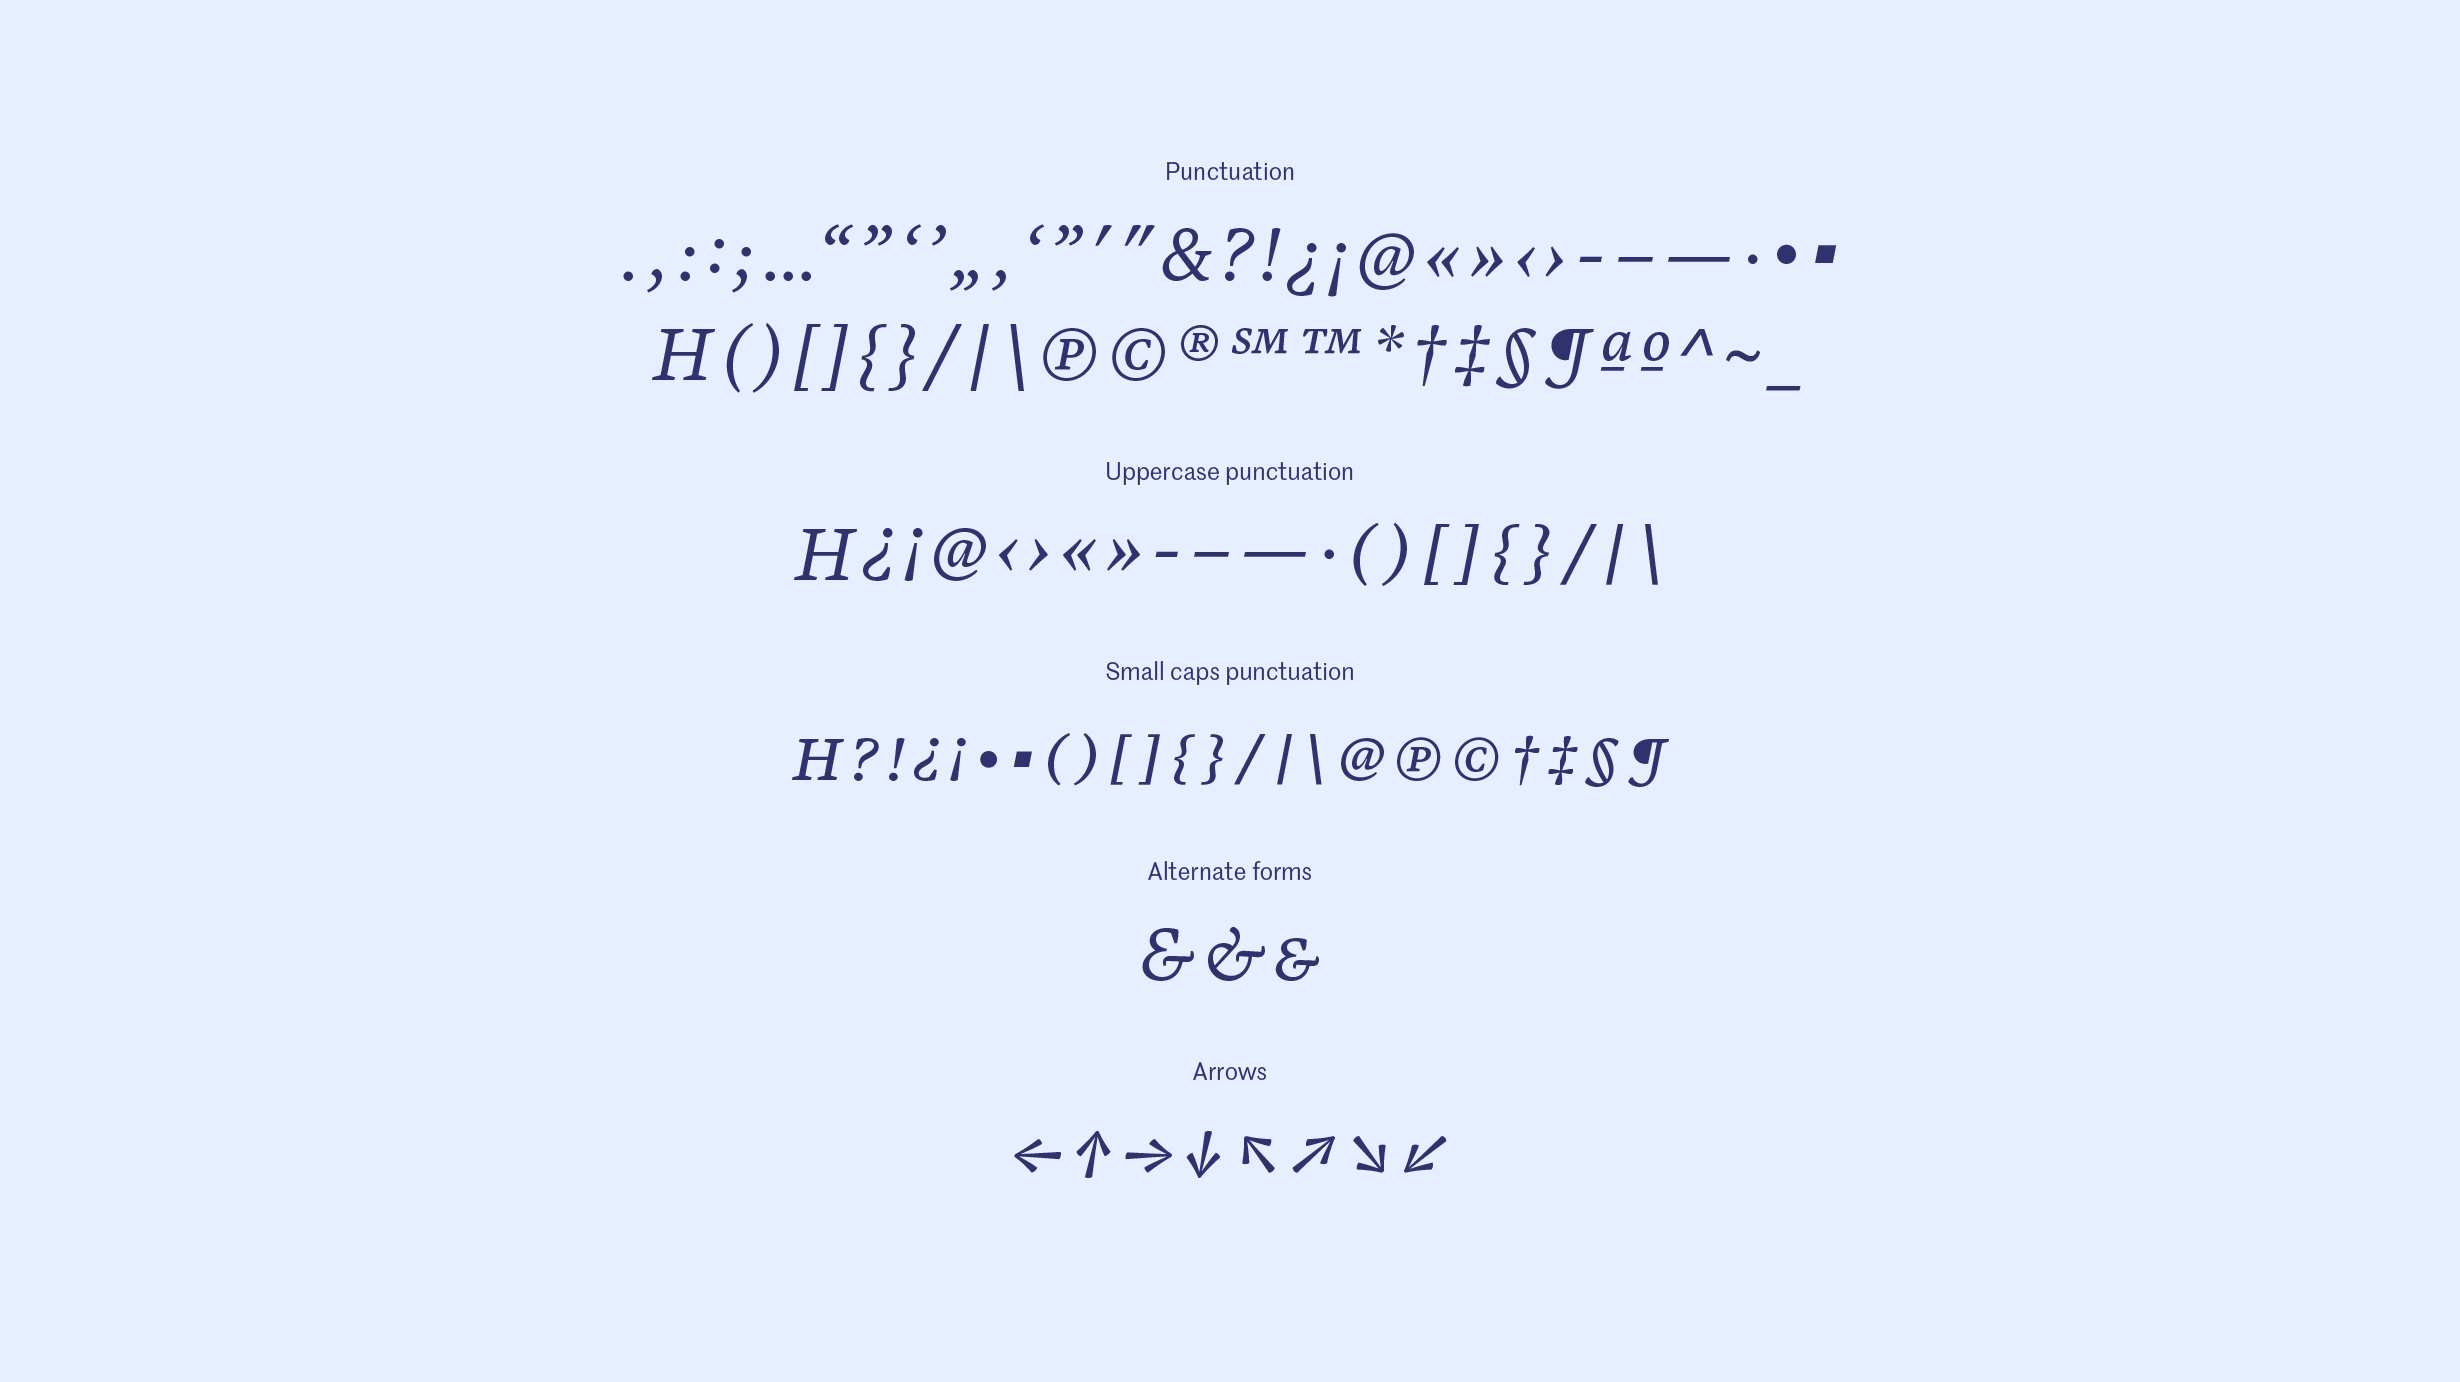 Punctuation
.,:∶;…“”‘’„‚‘”′″&?!¿¡@«»‹›-–—·•▪
H()[]{}/|\℗©®℠™*†‡§¶ªº^~_
Uppercase punctuation
H¿¡@‹›«»-–—·()[]{}/|\
Small caps punctuation
H?!¿¡•▪()[]{}/|\@℗©†‡§¶
Alternate forms
&&&
Arrows
←↑→↓↖↗↘↙